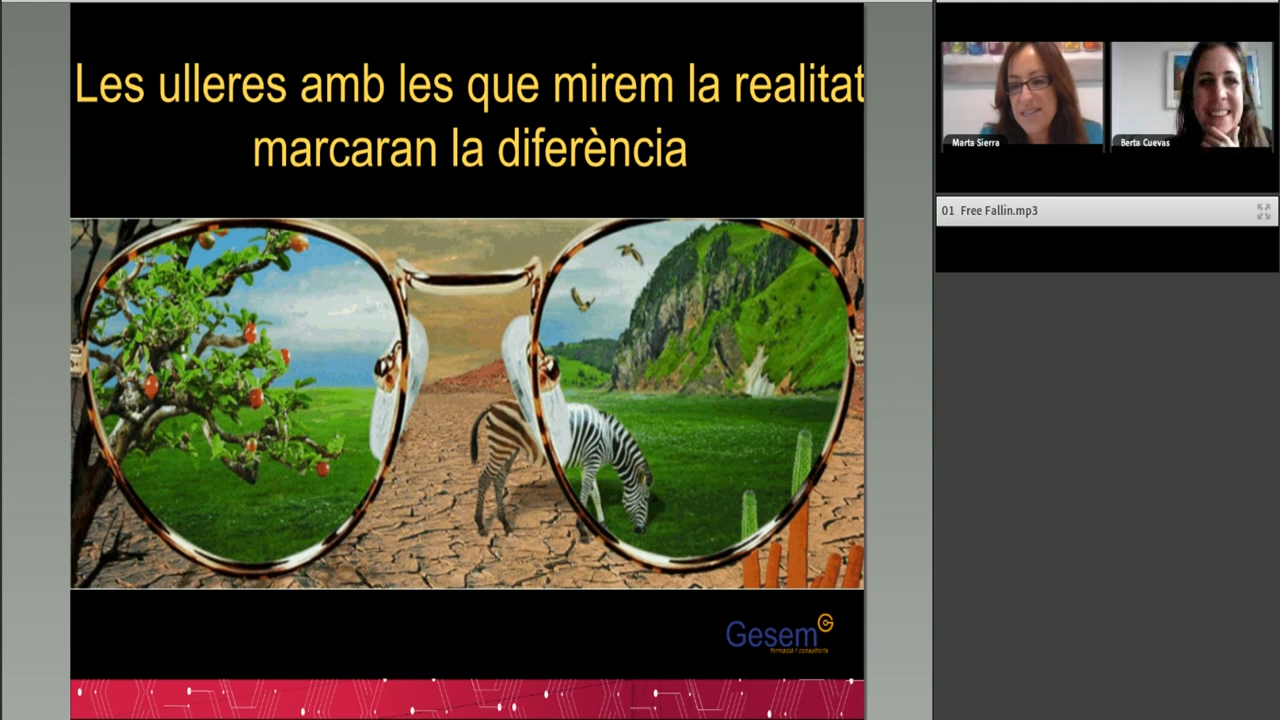 Les ulleres amb les que mirem la realitat
marcaran la diferència
Marta Sierra
Berta Cuevas
01 Free Fallin.mp3
Gesem
formació i consultoria